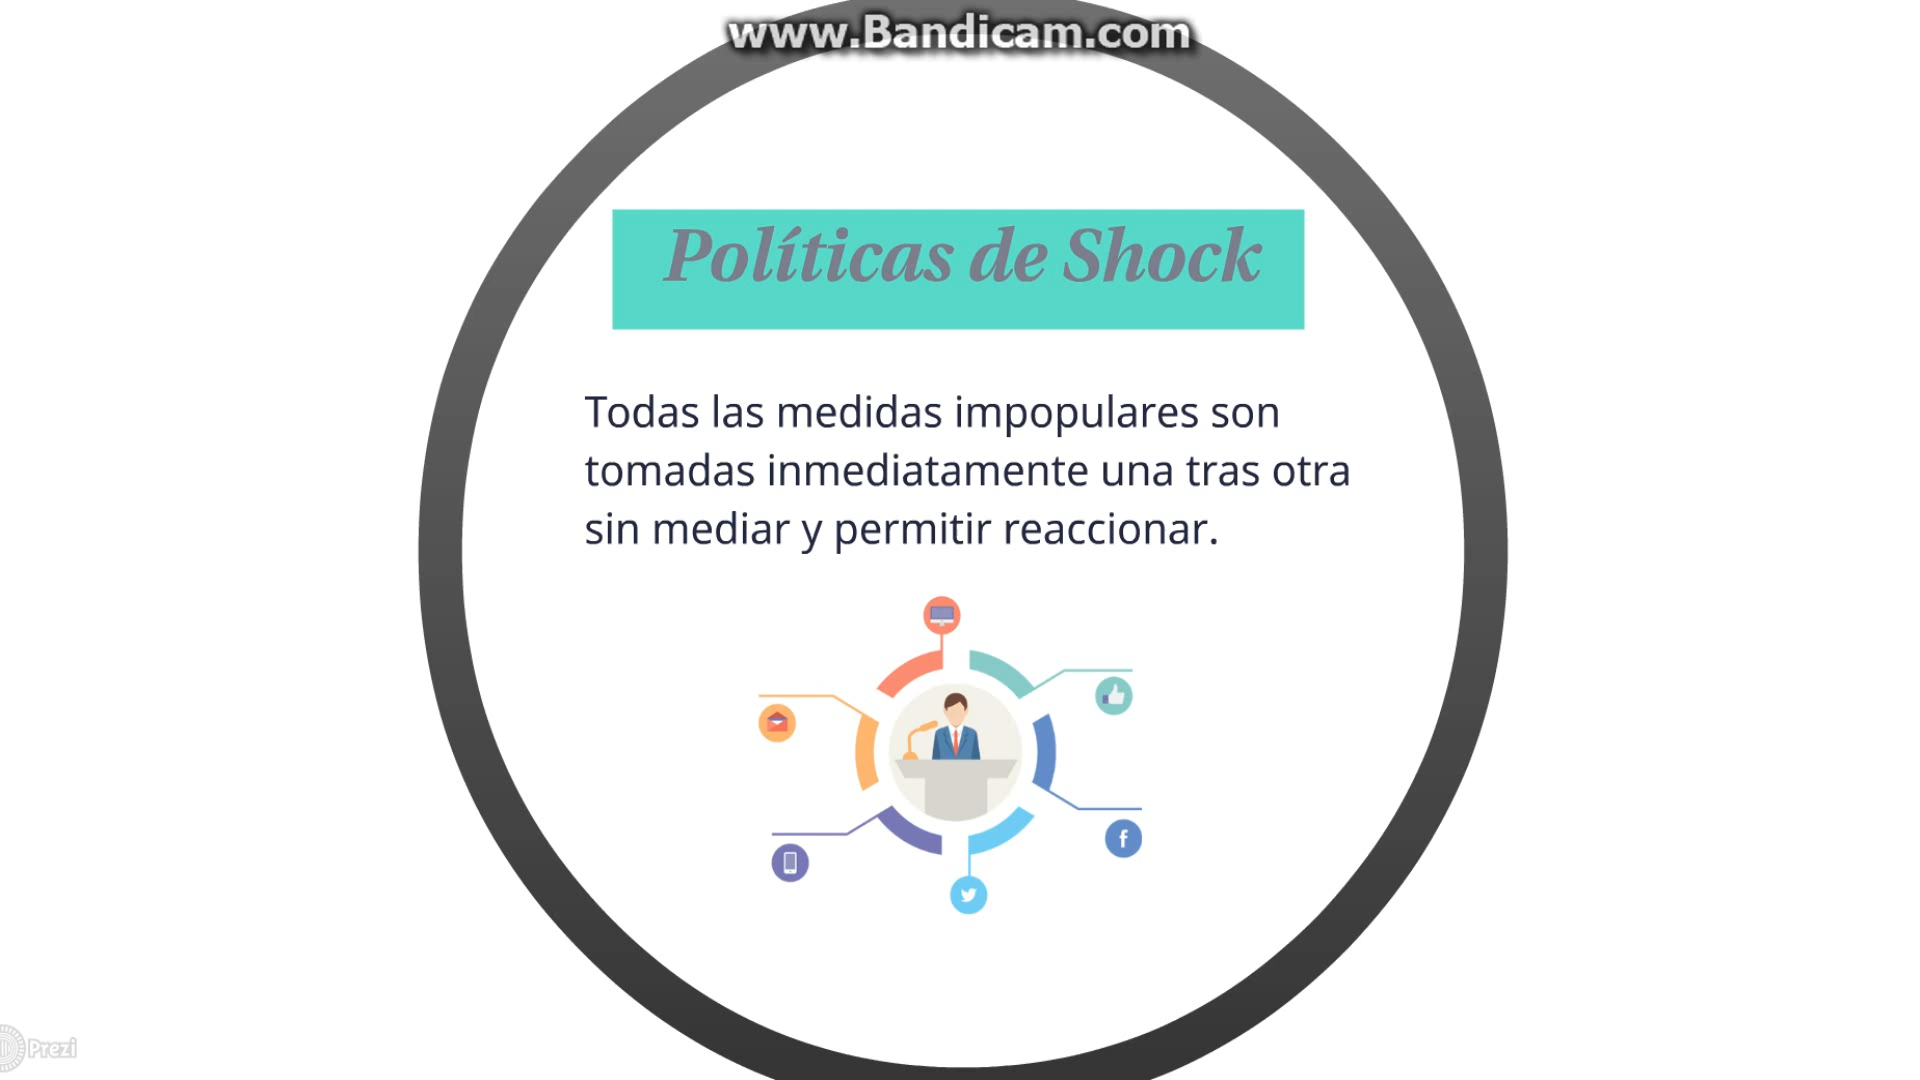 www.Bandicam.com
Políticas de Shock
Todas las medidas impopulares son
tomadas inmediatamente una tras otra
sin mediar y permitir reaccionar.
f
Prezi